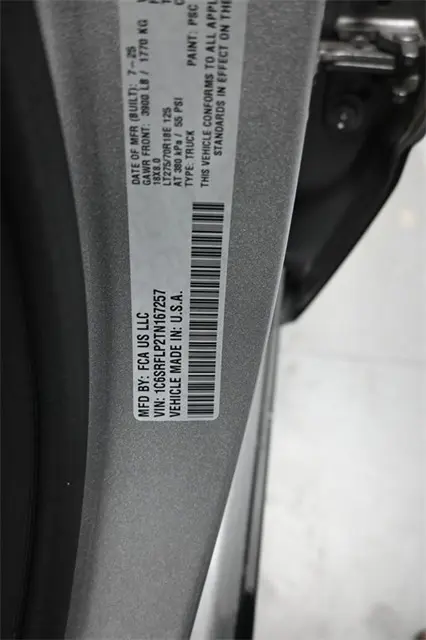 MFD BY: FCA US LLC
VIN: 1C6SRFLP2TN167257
VEHICLE MADE IN: U.S.A.
DATE OF MFR (BUILT): 7-25
GAWR FRONT: 3900 LB / 1770 KG
18X8.0
LT275/70R18E 125
AT 380 kPa / 55 PSI
TYPE: TRUCK
PAINT: PSC
THIS VEHICLE CONFORMS TO ALL APPL
STANDARDS IN EFFECT ON THE